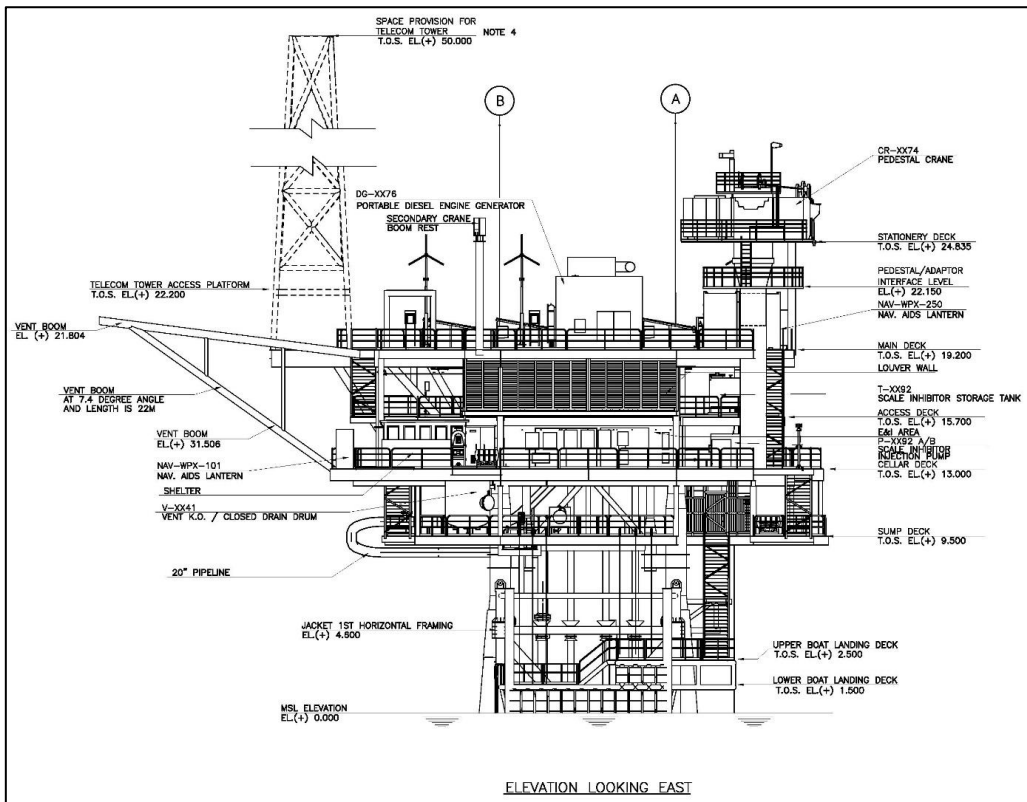 SPACE PROVISION FOR
TELECOM TOWER NOTE 4
T.O.S. EL.(+) 50.000
B
A
CR-XX74
PEDESTAL CRANE
DG-XX76
PORTABLE DIESEL ENGINE GENERATOR
SECONDARY CRANE
BOOM REST
STATIONERY DECK
T.O.S. EL.(+) 24.835
PEDESTAL/ADAPTOR
INTERFACE LEVEL
EL.(+) 22.150
TELECOM TOWER ACCESS PLATFORM
T.O.S. EL.(+) 22.200
NAV-WPX-250
NAV. AIDS LANTERN
VENT BOOM
EL. (+) 21.804
MAIN DECK
T.O.S. EL.(+) 19.200
LOUVER WALL
VENT BOOM
AT 7.4 DEGREE ANGLE
AND LENGTH IS 22M
T-XX92
SCALE INHIBITOR STORAGE TANK
ACCESS DECK
T.O.S. EL.(+) 15.700
E&I AREA
P-XX92 A/B
SCALE INHIBITOR
INJECTION PUMP
CELLAR DECK
T.O.S. EL.(+) 13.000
VENT BOOM
EL.(+) 31.506
NAV-WPX-101
NAV. AIDS LANTERN
SHELTER
V-XX41
VENT K.O. / CLOSED DRAIN DRUM
SUMP DECK
T.O.S. EL.(+) 9.500
20" PIPELINE
JACKET 1ST HORIZONTAL FRAMING
EL.(+) 4.600
UPPER BOAT LANDING DECK
T.O.S. EL.(+) 2.500
LOWER BOAT LANDING DECK
T.O.S. EL.(+) 1.500
MSL ELEVATION
EL.(+) 0.000
ELEVATION LOOKING EAST